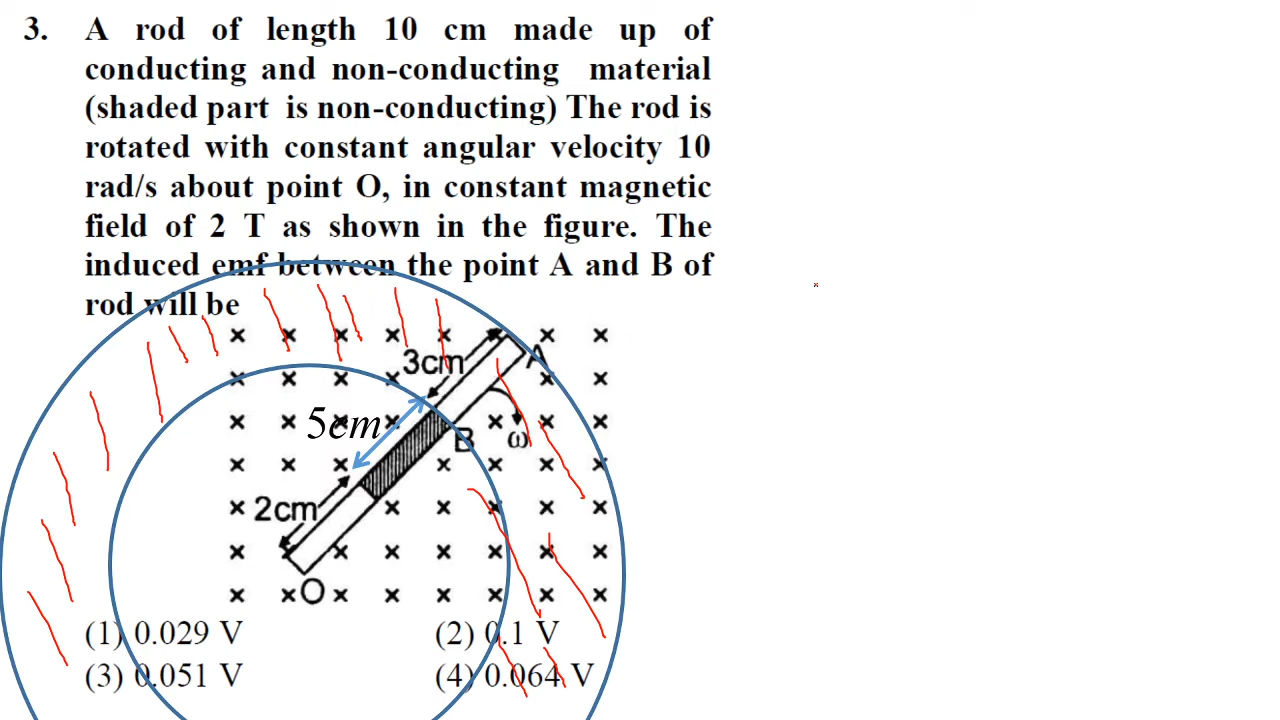 3. A rod of length 10 cm made up of
conducting and non-conducting material
(shaded part is non-conducting) The rod is
rotated with constant angular velocity 10
rad/s about point O, in constant magnetic
field of 2 T as shown in the figure. The
induced emf between the point A and B of
rod will be
3cm
A
5cm
B
ω
2cm
O
(1) 0.029 V (2) 0.1 V
(3) 0.051 V (4) 0.064 V